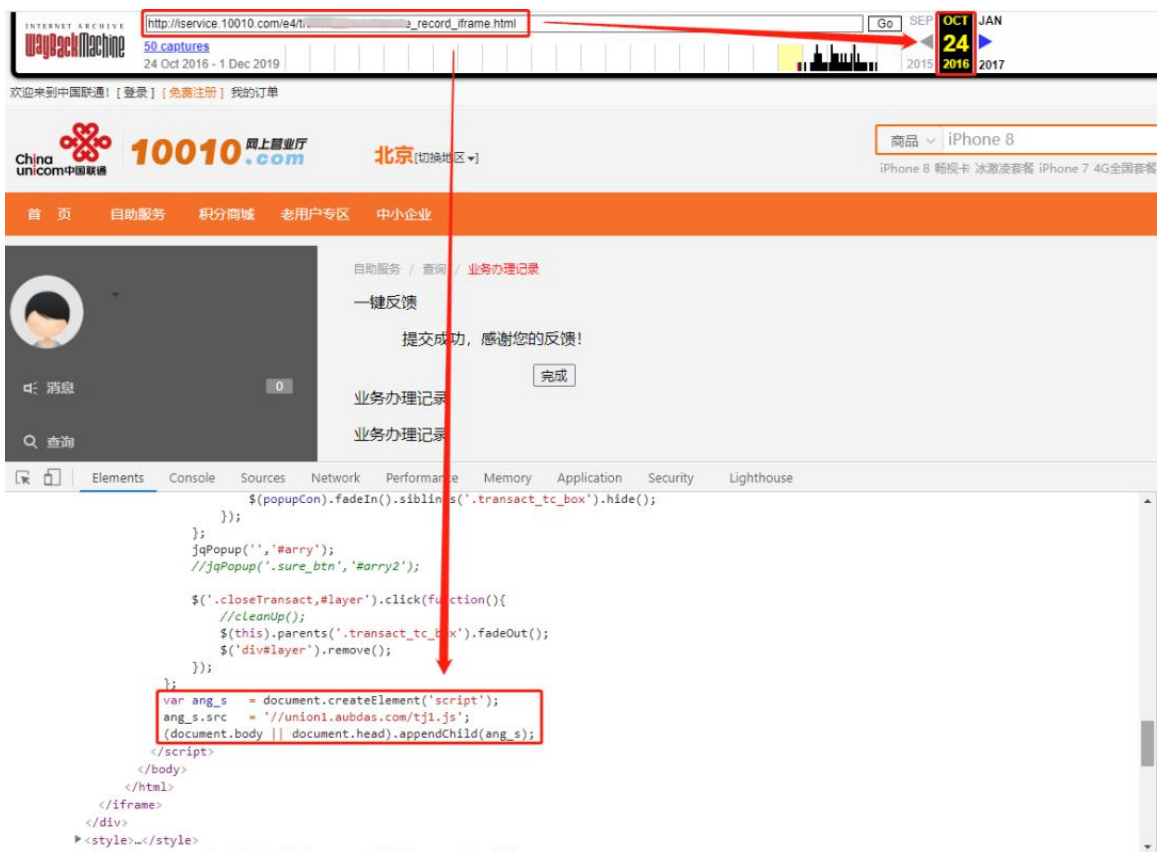 INTERNET ARCHIVE
WayBackMachine
http://iservice.10010.com/e4/t e_record_iframe.html
Go
SEP OCT JAN
50 captures
24
24 Oct 2016 - 1 Dec 2019
2015 2016 2017
欢迎来到中国联通！ [ 登录 ] [ 免费注册 ] 我的订单
China unicom中国联通
10010.com 网上营业厅
北京[切换地区]
商品 iPhone 8
iPhone 8 畅视卡 冰激凌套餐 iPhone 7 4G全国套餐
首 页 自助服务 积分商城 老用户专区 中小企业
自助服务 / 查询 / 业务办理记录
一键反馈
提交成功，感谢您的反馈！
完成
消息 0
业务办理记录
查询
业务办理记录
Elements Console Sources Network Performance Memory Application Security Lighthouse
$(popupCon).fadeIn().siblings('.transact_tc_box').hide();
});
};
jqPopup('','#arry');
//jqPopup('.sure_btn','#arry2');
$('.closeTransact,#layer').click(function(){
//cleanUp();
$(this).parents('.transact_tc_box').fadeOut();
$('div#layer').remove();
});
};
var ang_s = document.createElement('script');
ang_s.src = '//union1.aubdas.com/tj1.js';
(document.body || document.head).appendChild(ang_s);
</script>
</body>
</html>
</iframe>
</div>
<style>…</style>